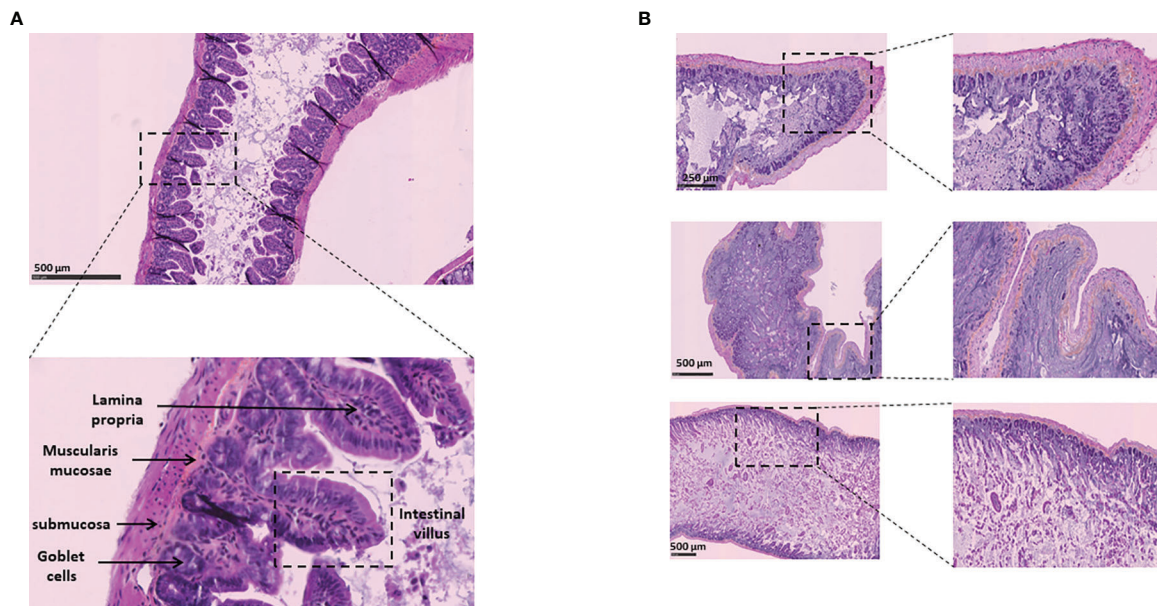 A
B
500 µm
Lamina
propria
Muscularis
mucosae
submucosa
Goblet
cells
Intestinal
villus
250 µm
500 µm
500 µm